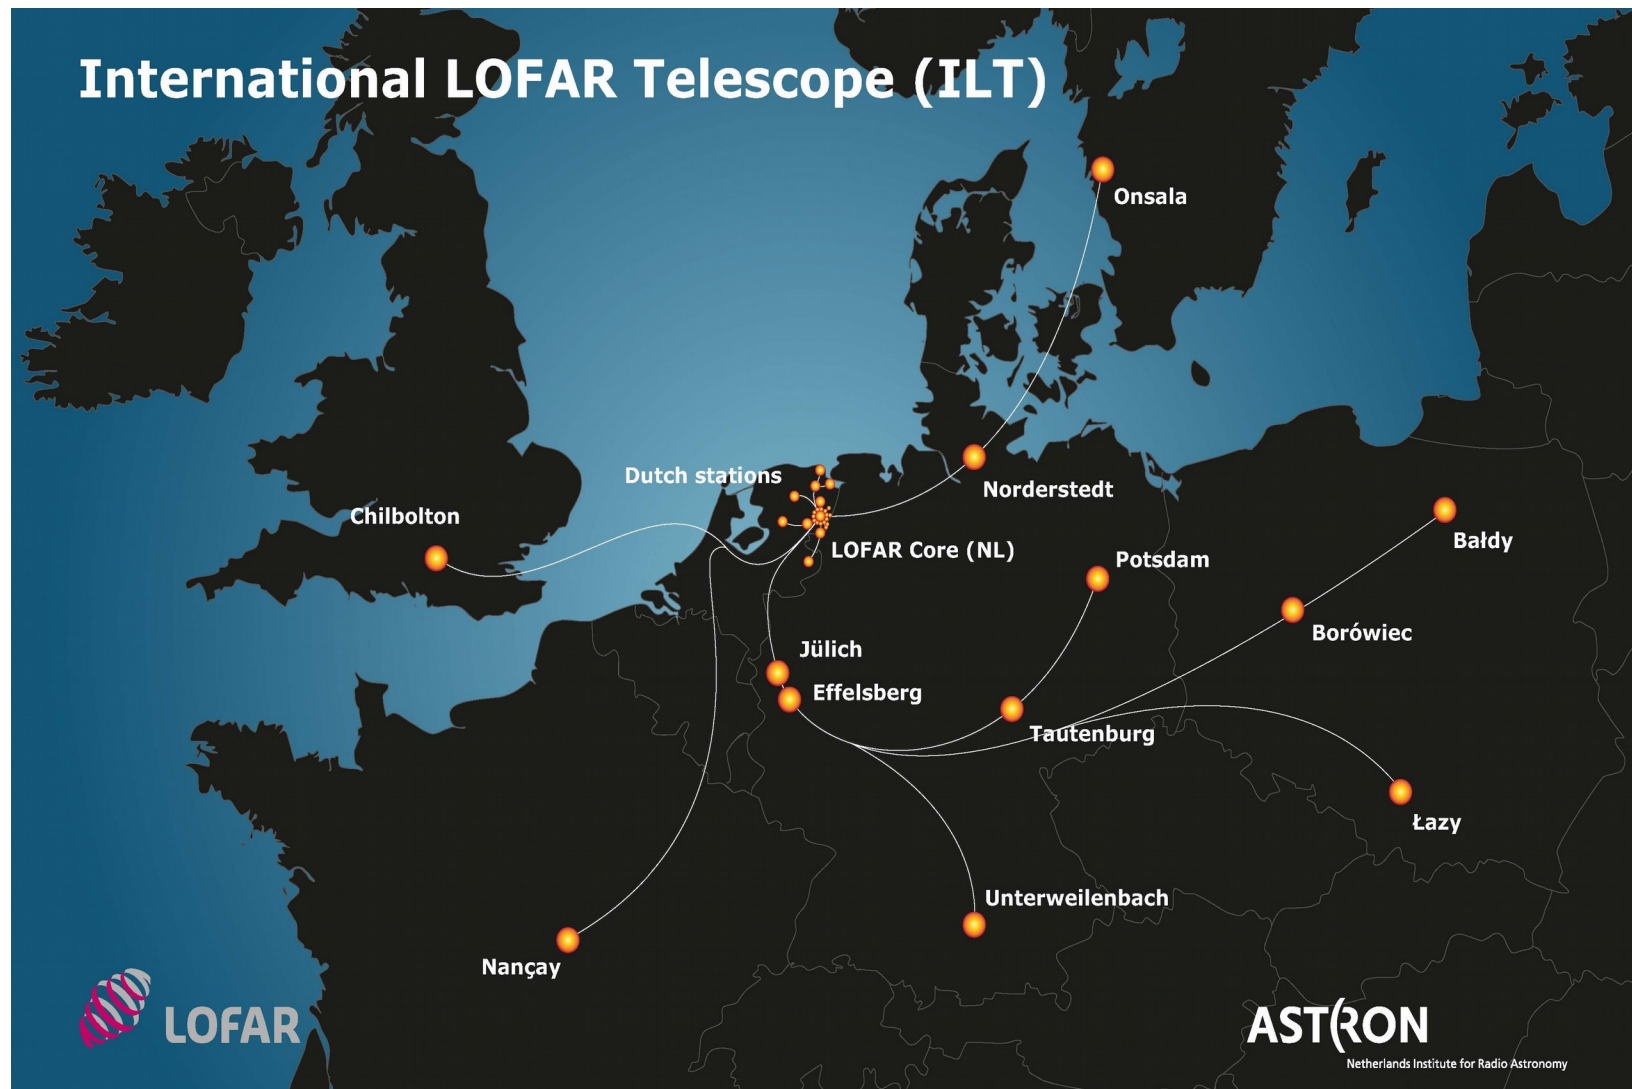 International LOFAR Telescope (ILT)
Onsala
Dutch stations
Norderstedt
Chilbolton
LOFAR Core (NL)
Bałdy
Potsdam
Borówiec
Jülich
Effelsberg
Tautenburg
Łazy
Unterweilenbach
Nançay
LOFAR
ASTRON
Netherlands Institute for Radio Astronomy